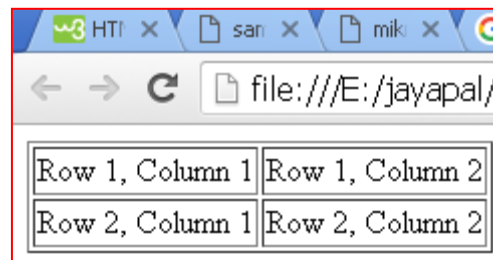 HTI san mik
file:///E:/jayapal/
Row 1, Column 1 Row 1, Column 2
Row 2, Column 1 Row 2, Column 2